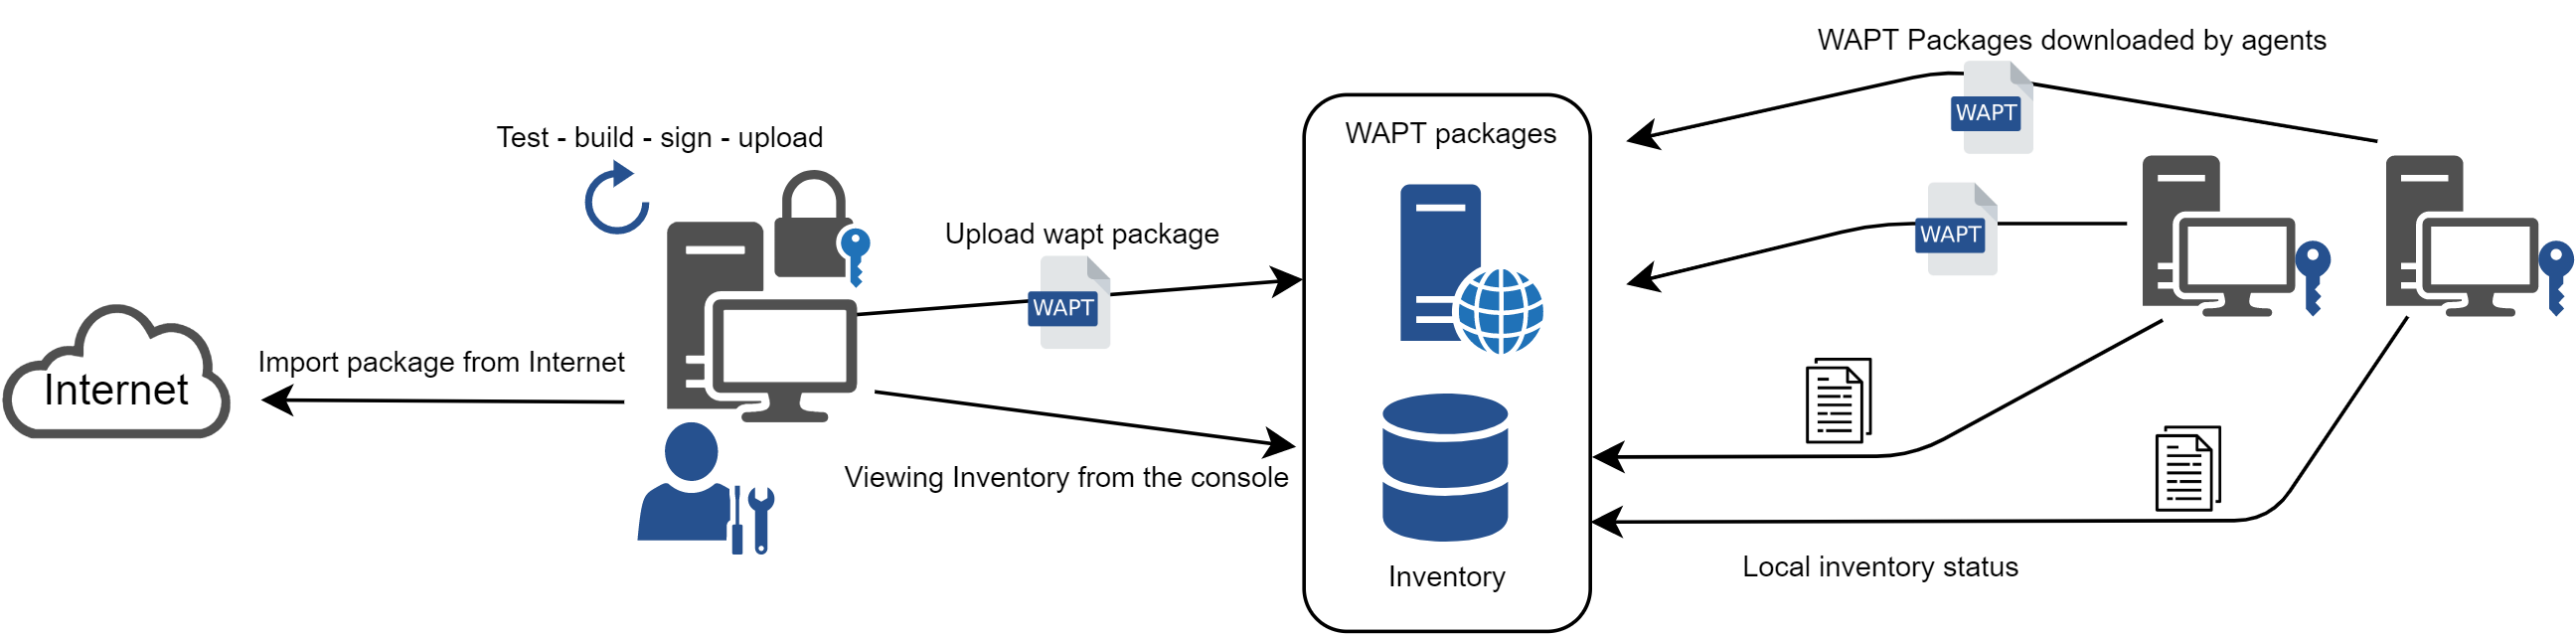 WAPT Packages downloaded by agents
WAPT
Test - build - sign - upload
WAPT packages
Upload wapt package
WAPT
WAPT
Import package from Internet
Internet
Viewing Inventory from the console
Inventory
Local inventory status